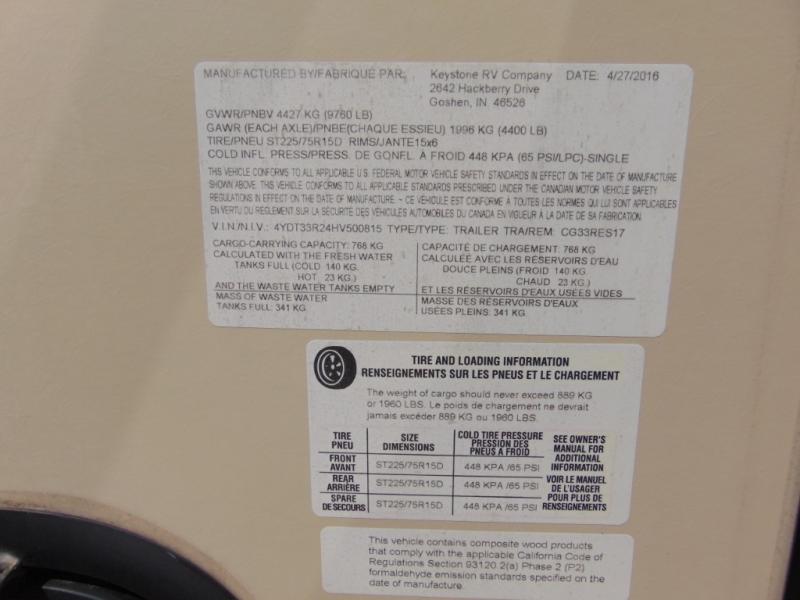 MANUFACTURED BY/FABRIQUE PAR: Keystone RV Company DATE: 4/27/2016
2642 Hackberry Drive
Goshen, IN 46526
GVWR/PNBV 4427 KG (9760 LB)
GAWR (EACH AXLE)/PNBE(CHAQUE ESSIEU) 1996 KG (4400 LB)
TIRE/PNEU ST225/75R15D RIMS/JANTE15x6
COLD INFL. PRESS/PRESS. DE GONFL. À FROID 448 KPA (65 PSI/LPC)-SINGLE
THIS VEHICLE CONFORMS TO ALL APPLICABLE U.S. FEDERAL MOTOR VEHICLE SAFETY STANDARDS IN EFFECT ON THE DATE OF MANUFACTURE
SHOWN ABOVE. THIS VEHICLE CONFORMS TO ALL APPLICABLE STANDARDS PRESCRIBED UNDER THE CANADIAN MOTOR VEHICLE SAFETY
REGULATIONS IN EFFECT ON THE DATE OF MANUFACTURE. - CE VÉHICULE EST CONFORME À TOUTES LES NORMES QUI LUI SONT APPLICABLES
EN VERTU DU RÈGLEMENT SUR LA SÉCURITÉ DES VÉHICULES AUTOMOBILES DU CANADA EN VIGUEUR À LA DATE DE SA FABRICATION.
V.I.N./N.I.V.: 4YDT33R24HV500815 TYPE/TYPE: TRAILER TRA/REM: CG33RES17
CARGO-CARRYING CAPACITY: 768 KG
CALCULATED WITH THE FRESH WATER
TANKS FULL (COLD 140 KG.
HOT 23 KG.)
AND THE WASTE WATER TANKS EMPTY
MASS OF WASTE WATER
TANKS FULL: 341 KG.
CAPACITÉ DE CHARGEMENT: 768 KG
CALCULÉE AVEC LES RÉSERVOIRS D'EAU
DOUCE PLEINS (FROID 140 KG.
CHAUD 23 KG.)
ET LES RÉSERVOIRS D'EAUX USÉES VIDES
MASSE DES RÉSERVOIRS D'EAUX
USÉES PLEINS: 341 KG.
TIRE AND LOADING INFORMATION
RENSEIGNEMENTS SUR LES PNEUS ET LE CHARGEMENT
The weight of cargo should never exceed 889 KG
or 1960 LBS. Le poids de chargement ne devrait
jamais excéder 889 KG ou 1960 LBS.
TIRE
PNEU
SIZE
DIMENSIONS
COLD TIRE PRESSURE
PRESSION DES
PNEUS A FROID
FRONT
AVANT
ST225/75R15D
448 KPA /65 PSI
REAR
ARRIÈRE
ST225/75R15D
448 KPA /65 PSI
SPARE
DE SECOURS
ST225/75R15D
448 KPA /65 PSI
SEE OWNER'S
MANUAL FOR
ADDITIONAL
INFORMATION
VOIR LE MANUEL
DE L'USAGER
POUR PLUS DE
RENSEIGNEMENTS
This vehicle contains composite wood products
that comply with the applicable California Code of
Regulations Section 93120.2(a) Phase 2 (P2)
formaldehyde emission standards specified on the
date of manufacture.